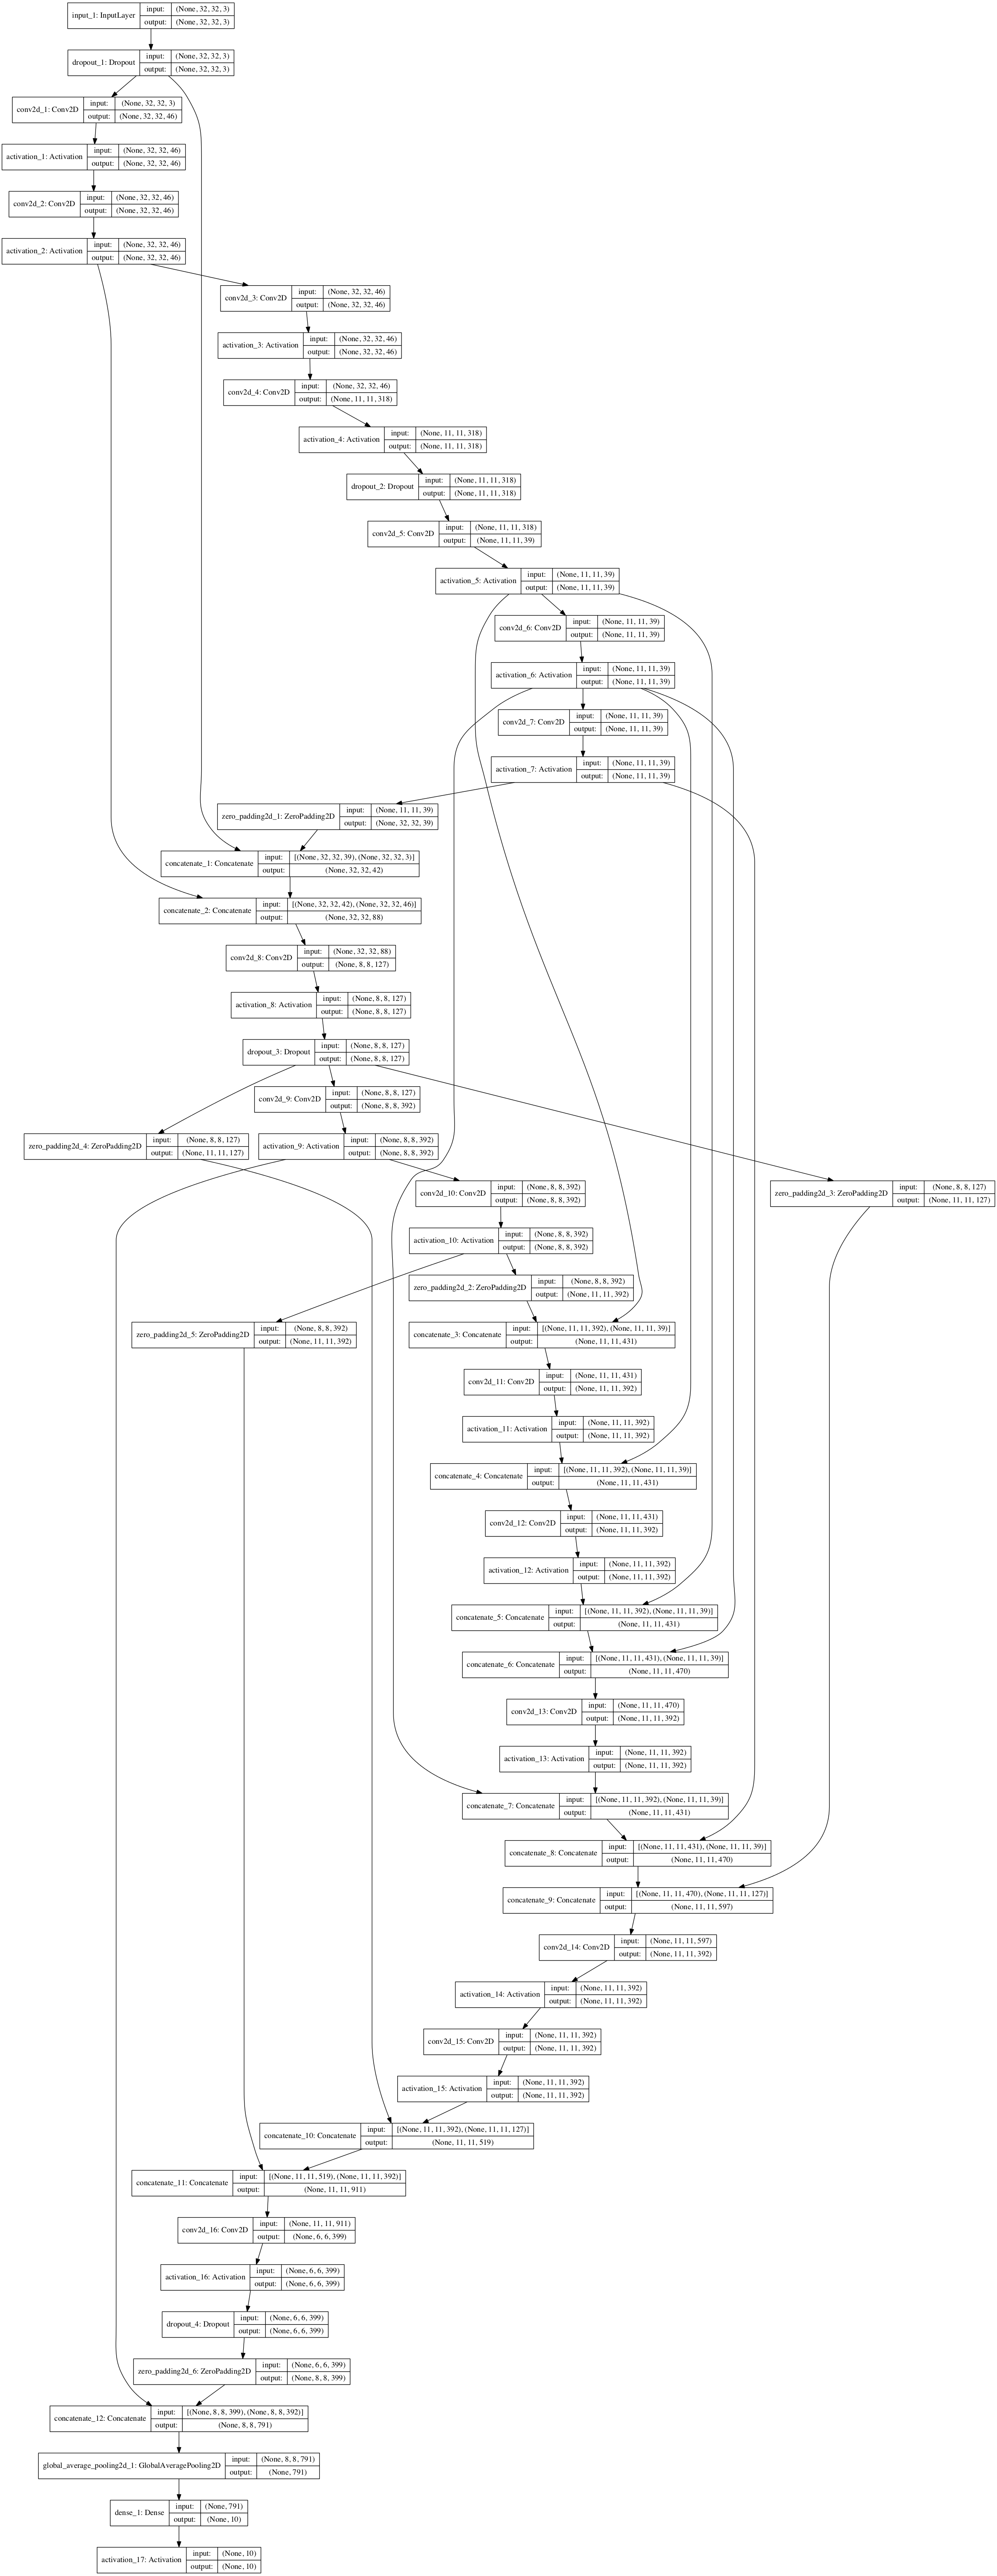 input_1: InputLayer
input: (None, 32, 32, 3)
output: (None, 32, 32, 3)
dropout_1: Dropout
input: (None, 32, 32, 3)
output: (None, 32, 32, 3)
conv2d_1: Conv2D
input: (None, 32, 32, 3)
output: (None, 32, 32, 46)
activation_1: Activation
input: (None, 32, 32, 46)
output: (None, 32, 32, 46)
conv2d_2: Conv2D
input: (None, 32, 32, 46)
output: (None, 32, 32, 46)
activation_2: Activation
input: (None, 32, 32, 46)
output: (None, 32, 32, 46)
conv2d_3: Conv2D
input: (None, 32, 32, 46)
output: (None, 32, 32, 46)
activation_3: Activation
input: (None, 32, 32, 46)
output: (None, 32, 32, 46)
conv2d_4: Conv2D
input: (None, 32, 32, 46)
output: (None, 11, 11, 318)
activation_4: Activation
input: (None, 11, 11, 318)
output: (None, 11, 11, 318)
dropout_2: Dropout
input: (None, 11, 11, 318)
output: (None, 11, 11, 318)
conv2d_5: Conv2D
input: (None, 11, 11, 318)
output: (None, 11, 11, 39)
activation_5: Activation
input: (None, 11, 11, 39)
output: (None, 11, 11, 39)
conv2d_6: Conv2D
input: (None, 11, 11, 39)
output: (None, 11, 11, 39)
activation_6: Activation
input: (None, 11, 11, 39)
output: (None, 11, 11, 39)
conv2d_7: Conv2D
input: (None, 11, 11, 39)
output: (None, 11, 11, 39)
activation_7: Activation
input: (None, 11, 11, 39)
output: (None, 11, 11, 39)
zero_padding2d_1: ZeroPadding2D
input: (None, 11, 11, 39)
output: (None, 32, 32, 39)
concatenate_1: Concatenate
input: [(None, 32, 32, 39), (None, 32, 32, 3)]
output: (None, 32, 32, 42)
concatenate_2: Concatenate
input: [(None, 32, 32, 42), (None, 32, 32, 46)]
output: (None, 32, 32, 88)
conv2d_8: Conv2D
input: (None, 32, 32, 88)
output: (None, 8, 8, 127)
activation_8: Activation
input: (None, 8, 8, 127)
output: (None, 8, 8, 127)
dropout_3: Dropout
input: (None, 8, 8, 127)
output: (None, 8, 8, 127)
conv2d_9: Conv2D
input: (None, 8, 8, 127)
output: (None, 8, 8, 392)
zero_padding2d_4: ZeroPadding2D
input: (None, 8, 8, 127)
output: (None, 11, 11, 127)
activation_9: Activation
input: (None, 8, 8, 392)
output: (None, 8, 8, 392)
conv2d_10: Conv2D
input: (None, 8, 8, 392)
output: (None, 8, 8, 392)
zero_padding2d_3: ZeroPadding2D
input: (None, 8, 8, 127)
output: (None, 11, 11, 127)
activation_10: Activation
input: (None, 8, 8, 392)
output: (None, 8, 8, 392)
zero_padding2d_2: ZeroPadding2D
input: (None, 8, 8, 392)
output: (None, 11, 11, 392)
zero_padding2d_5: ZeroPadding2D
input: (None, 8, 8, 392)
output: (None, 11, 11, 392)
concatenate_3: Concatenate
input: [(None, 11, 11, 392), (None, 11, 11, 39)]
output: (None, 11, 11, 431)
conv2d_11: Conv2D
input: (None, 11, 11, 431)
output: (None, 11, 11, 392)
activation_11: Activation
input: (None, 11, 11, 392)
output: (None, 11, 11, 392)
concatenate_4: Concatenate
input: [(None, 11, 11, 392), (None, 11, 11, 39)]
output: (None, 11, 11, 431)
conv2d_12: Conv2D
input: (None, 11, 11, 431)
output: (None, 11, 11, 392)
activation_12: Activation
input: (None, 11, 11, 392)
output: (None, 11, 11, 392)
concatenate_5: Concatenate
input: [(None, 11, 11, 392), (None, 11, 11, 39)]
output: (None, 11, 11, 431)
concatenate_6: Concatenate
input: [(None, 11, 11, 431), (None, 11, 11, 39)]
output: (None, 11, 11, 470)
conv2d_13: Conv2D
input: (None, 11, 11, 470)
output: (None, 11, 11, 392)
activation_13: Activation
input: (None, 11, 11, 392)
output: (None, 11, 11, 392)
concatenate_7: Concatenate
input: [(None, 11, 11, 392), (None, 11, 11, 39)]
output: (None, 11, 11, 431)
concatenate_8: Concatenate
input: [(None, 11, 11, 431), (None, 11, 11, 39)]
output: (None, 11, 11, 470)
concatenate_9: Concatenate
input: [(None, 11, 11, 470), (None, 11, 11, 127)]
output: (None, 11, 11, 597)
conv2d_14: Conv2D
input: (None, 11, 11, 597)
output: (None, 11, 11, 392)
activation_14: Activation
input: (None, 11, 11, 392)
output: (None, 11, 11, 392)
conv2d_15: Conv2D
input: (None, 11, 11, 392)
output: (None, 11, 11, 392)
activation_15: Activation
input: (None, 11, 11, 392)
output: (None, 11, 11, 392)
concatenate_10: Concatenate
input: [(None, 11, 11, 392), (None, 11, 11, 127)]
output: (None, 11, 11, 519)
concatenate_11: Concatenate
input: [(None, 11, 11, 519), (None, 11, 11, 392)]
output: (None, 11, 11, 911)
conv2d_16: Conv2D
input: (None, 11, 11, 911)
output: (None, 6, 6, 399)
activation_16: Activation
input: (None, 6, 6, 399)
output: (None, 6, 6, 399)
dropout_4: Dropout
input: (None, 6, 6, 399)
output: (None, 6, 6, 399)
zero_padding2d_6: ZeroPadding2D
input: (None, 6, 6, 399)
output: (None, 8, 8, 399)
concatenate_12: Concatenate
input: [(None, 8, 8, 399), (None, 8, 8, 392)]
output: (None, 8, 8, 791)
global_average_pooling2d_1: GlobalAveragePooling2D
input: (None, 8, 8, 791)
output: (None, 791)
dense_1: Dense
input: (None, 791)
output: (None, 10)
activation_17: Activation
input: (None, 10)
output: (None, 10)